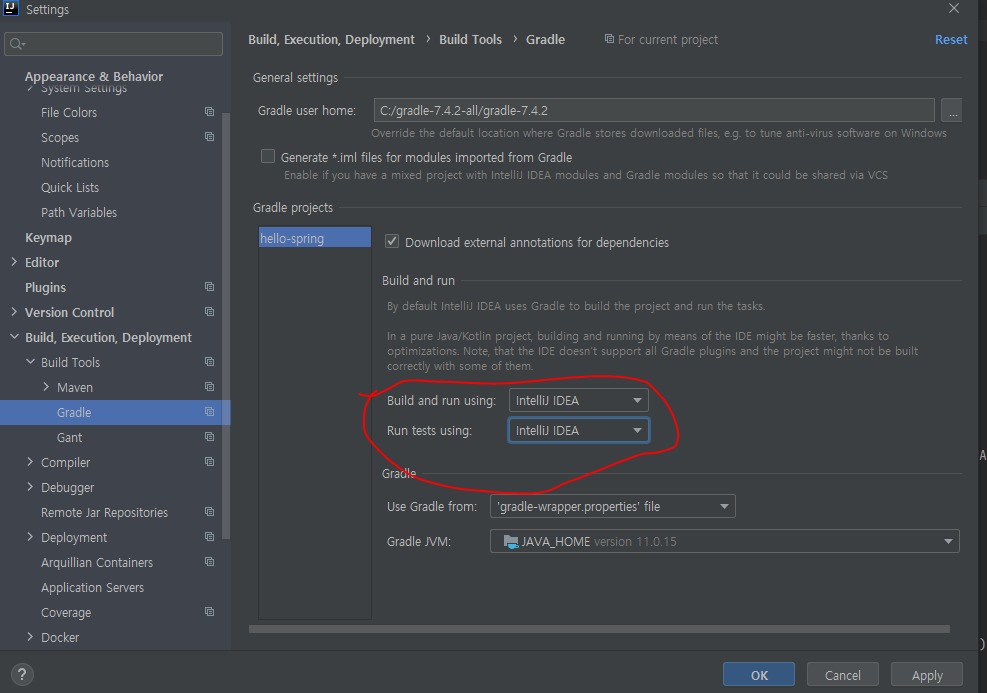 IJ
Settings
Build, Execution, Deployment › Build Tools › Gradle
For current project
Reset
Appearance & Behavior
System Settings
File Colors
Scopes
Notifications
Quick Lists
Path Variables
Keymap
Editor
Plugins
Version Control
Build, Execution, Deployment
Build Tools
Maven
Gradle
Gant
Compiler
Debugger
Remote Jar Repositories
Deployment
Arquillian Containers
Application Servers
Coverage
Docker
General settings
Gradle user home: C:/gradle-7.4.2-all/gradle-7.4.2 ...
Override the default location where Gradle stores downloaded files, e.g. to tune anti-virus software on Windows
Generate *.iml files for modules imported from Gradle
Enable if you have a mixed project with IntelliJ IDEA modules and Gradle modules so that it could be shared via VCS
Gradle projects
hello-spring
Download external annotations for dependencies
Build and run
By default IntelliJ IDEA uses Gradle to build the project and run the tasks.
In a pure Java/Kotlin project, building and running by means of the IDE might be faster, thanks to
optimizations. Note, that the IDE doesn't support all Gradle plugins and the project might not be built
correctly with some of them.
Build and run using: IntelliJ IDEA
Run tests using: IntelliJ IDEA
Gradle
Use Gradle from: 'gradle-wrapper.properties' file
Gradle JVM: JAVA_HOME version 11.0.15
A
)
?
OK
Cancel
Apply